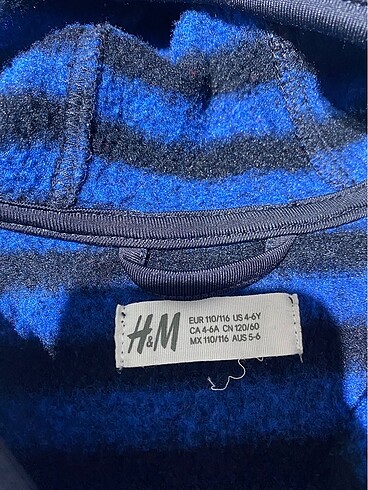 H&M
EUR 110/116 US 4-6Y
CA 4-6A CN 120/60
MX 110/116 AUS 5-6